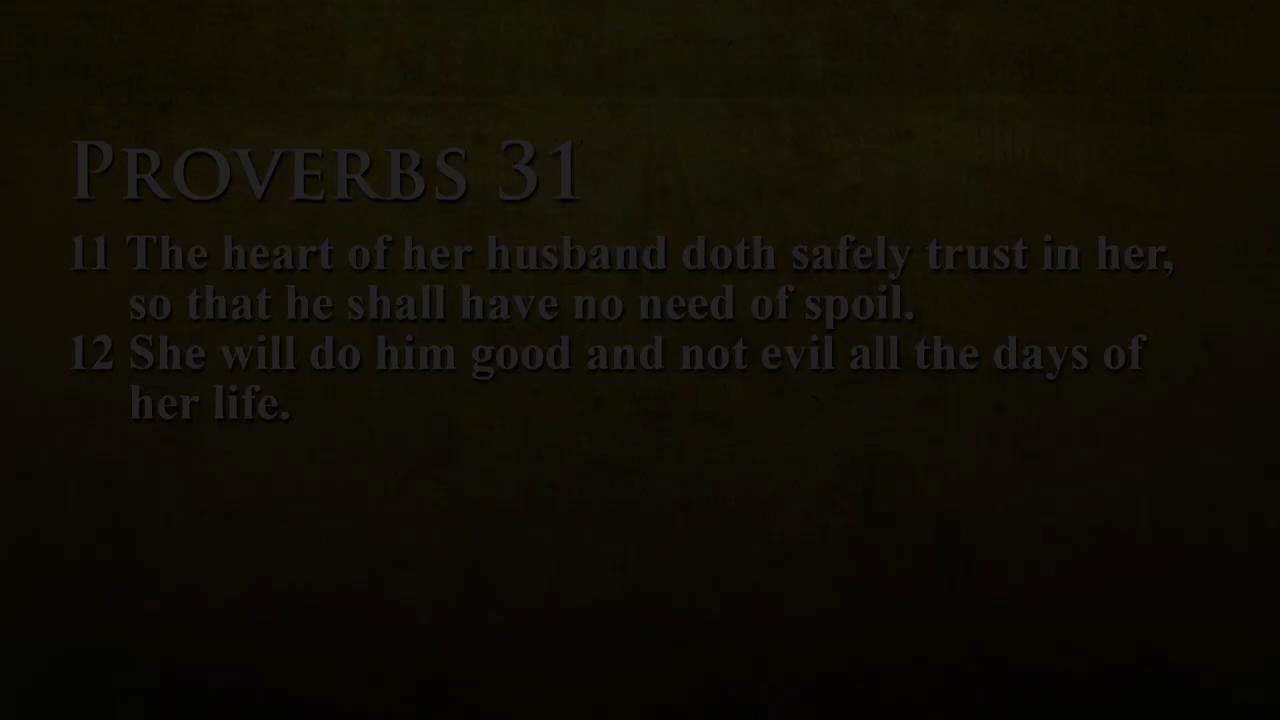 PROVERBS 31
11 The heart of her husband doth safely trust in her,
so that he shall have no need of spoil.
12 She will do him good and not evil all the days of
her life.